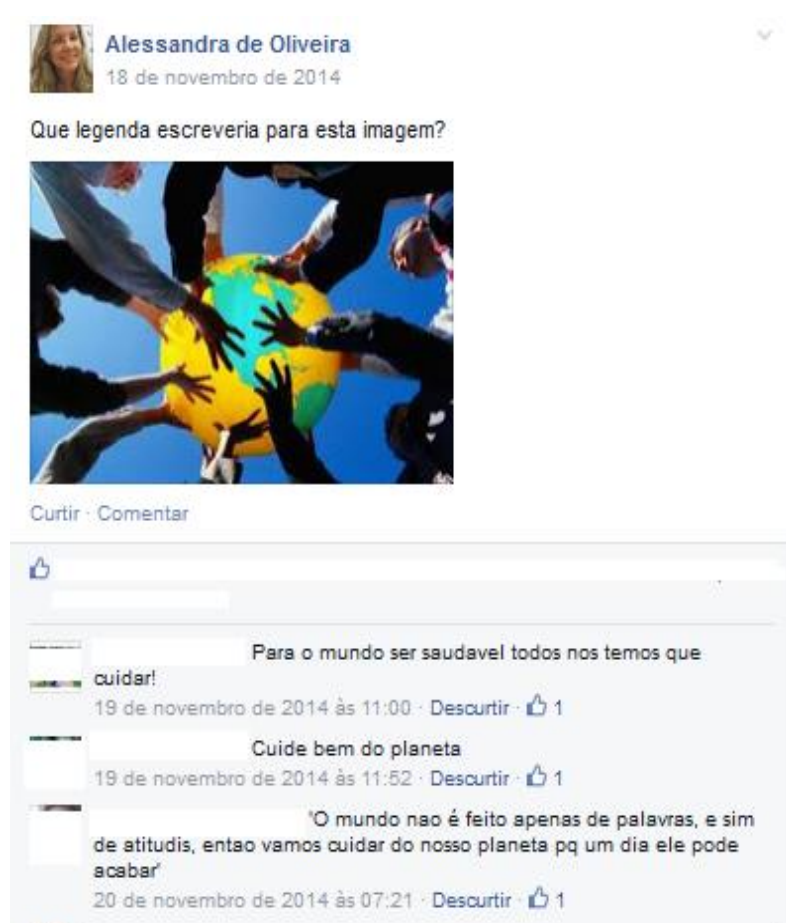 Alessandra de Oliveira
18 de novembro de 2014
Que legenda escreveria para esta imagem?
Curtir · Comentar
Para o mundo ser saudavel todos nos temos que
cuidar!
19 de novembro de 2014 às 11:00 · Descurtir · 1
Cuide bem do planeta
19 de novembro de 2014 às 11:52 · Descurtir · 1
'O mundo nao é feito apenas de palavras, e sim
de atitudis, entao vamos cuidar do nosso planeta pq um dia ele pode
acabar'
20 de novembro de 2014 às 07:21 · Descurtir · 1